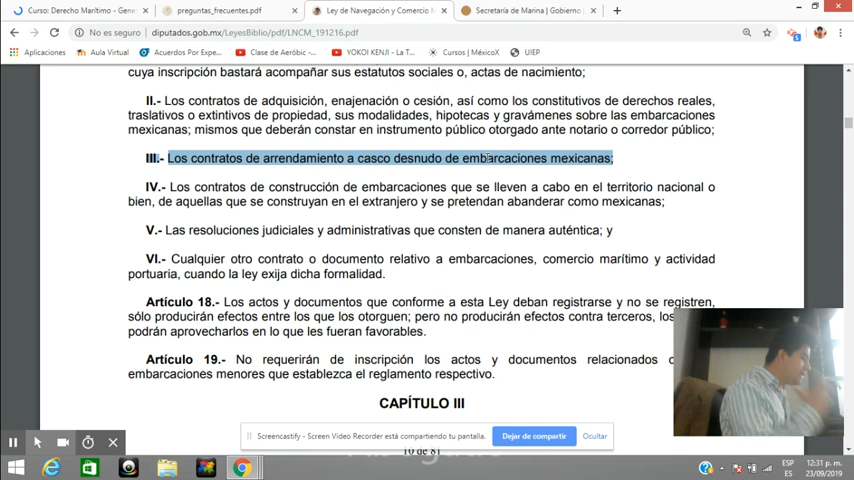 Curso: Derecho Marítimo - Gene
preguntas_frecuentes.pdf
Ley de Navegación y Comercio M
Secretaría de Marina | Gobierno
No es seguro | diputados.gob.mx/LeyesBiblio/pdf/LNCM_191216.pdf
Aplicaciones
Aula Virtual
Acuerdos Por Expe...
Clase de Aeróbic -...
YOKOI KENJI - La T...
Cursos | MéxicoX
UIEP
cuya inscripción bastará acompañar sus estatutos sociales o, actas de nacimiento;
II.- Los contratos de adquisición, enajenación o cesión, así como los constitutivos de derechos reales,
traslativos o extintivos de propiedad, sus modalidades, hipotecas y gravámenes sobre las embarcaciones
mexicanas; mismos que deberán constar en instrumento público otorgado ante notario o corredor público;
III.- Los contratos de arrendamiento a casco desnudo de embarcaciones mexicanas;
IV.- Los contratos de construcción de embarcaciones que se lleven a cabo en el territorio nacional o
bien, de aquellas que se construyan en el extranjero y se pretendan abanderar como mexicanas;
V.- Las resoluciones judiciales y administrativas que consten de manera auténtica; y
VI.- Cualquier otro contrato o documento relativo a embarcaciones, comercio marítimo y actividad
portuaria, cuando la ley exija dicha formalidad.
Artículo 18.- Los actos y documentos que conforme a esta Ley deban registrarse y no se registren,
sólo producirán efectos entre los que los otorguen; pero no producirán efectos contra terceros, los
podrán aprovecharlos en lo que les fueran favorables.
Artículo 19.- No requerirán de inscripción los actos y documentos relacionados
embarcaciones menores que establezca el reglamento respectivo.
CAPÍTULO III
Screencastify - Screen Video Recorder está compartiendo tu pantalla.
Dejar de compartir
Ocultar
10 de 81
ESP
ES
12:31 p. m.
23/09/2019